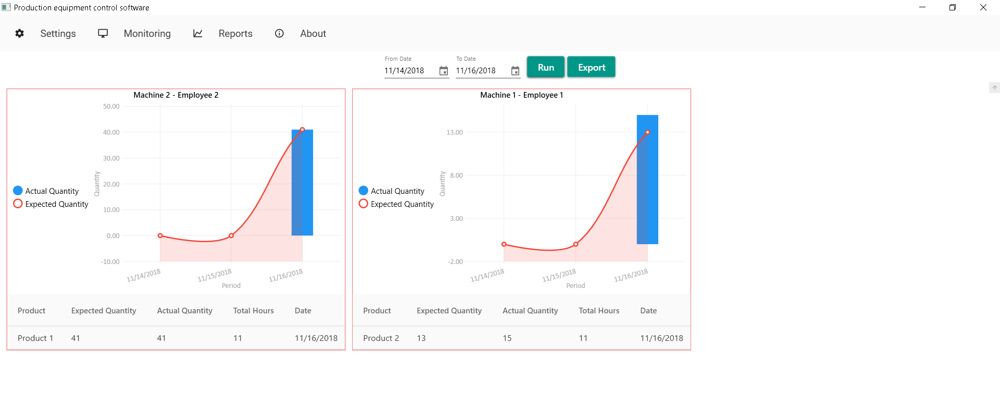 Production equipment control software
Settings Monitoring Reports About
From Date To Date
11/14/2018 11/16/2018 Run Export
Machine 2 - Employee 2
50.00
40.00
30.00
20.00
10.00
0.00
-10.00
Quantity
Actual Quantity
Expected Quantity
11/14/2018 11/15/2018 11/16/2018
Period
Product Expected Quantity Actual Quantity Total Hours Date
Product 1 41 41 11 11/16/2018
Machine 1 - Employee 1
13.00
8.00
3.00
-2.00
Quantity
Actual Quantity
Expected Quantity
11/14/2018 11/15/2018 11/16/2018
Period
Product Expected Quantity Actual Quantity Total Hours Date
Product 2 13 15 11 11/16/2018